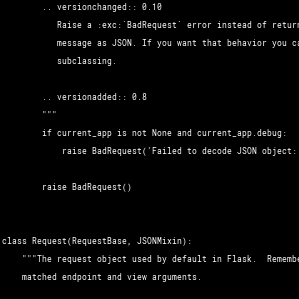 .. versionchanged:: 0.10
Raise a :exc:`BadRequest` error instead of return
message as JSON. If you want that behavior you ca
subclassing.
.. versionadded:: 0.8
"""
if current_app is not None and current_app.debug:
raise BadRequest('Failed to decode JSON object:
raise BadRequest()
class Request(RequestBase, JSONMixin):
"""The request object used by default in Flask.  Remembe
matched endpoint and view arguments.